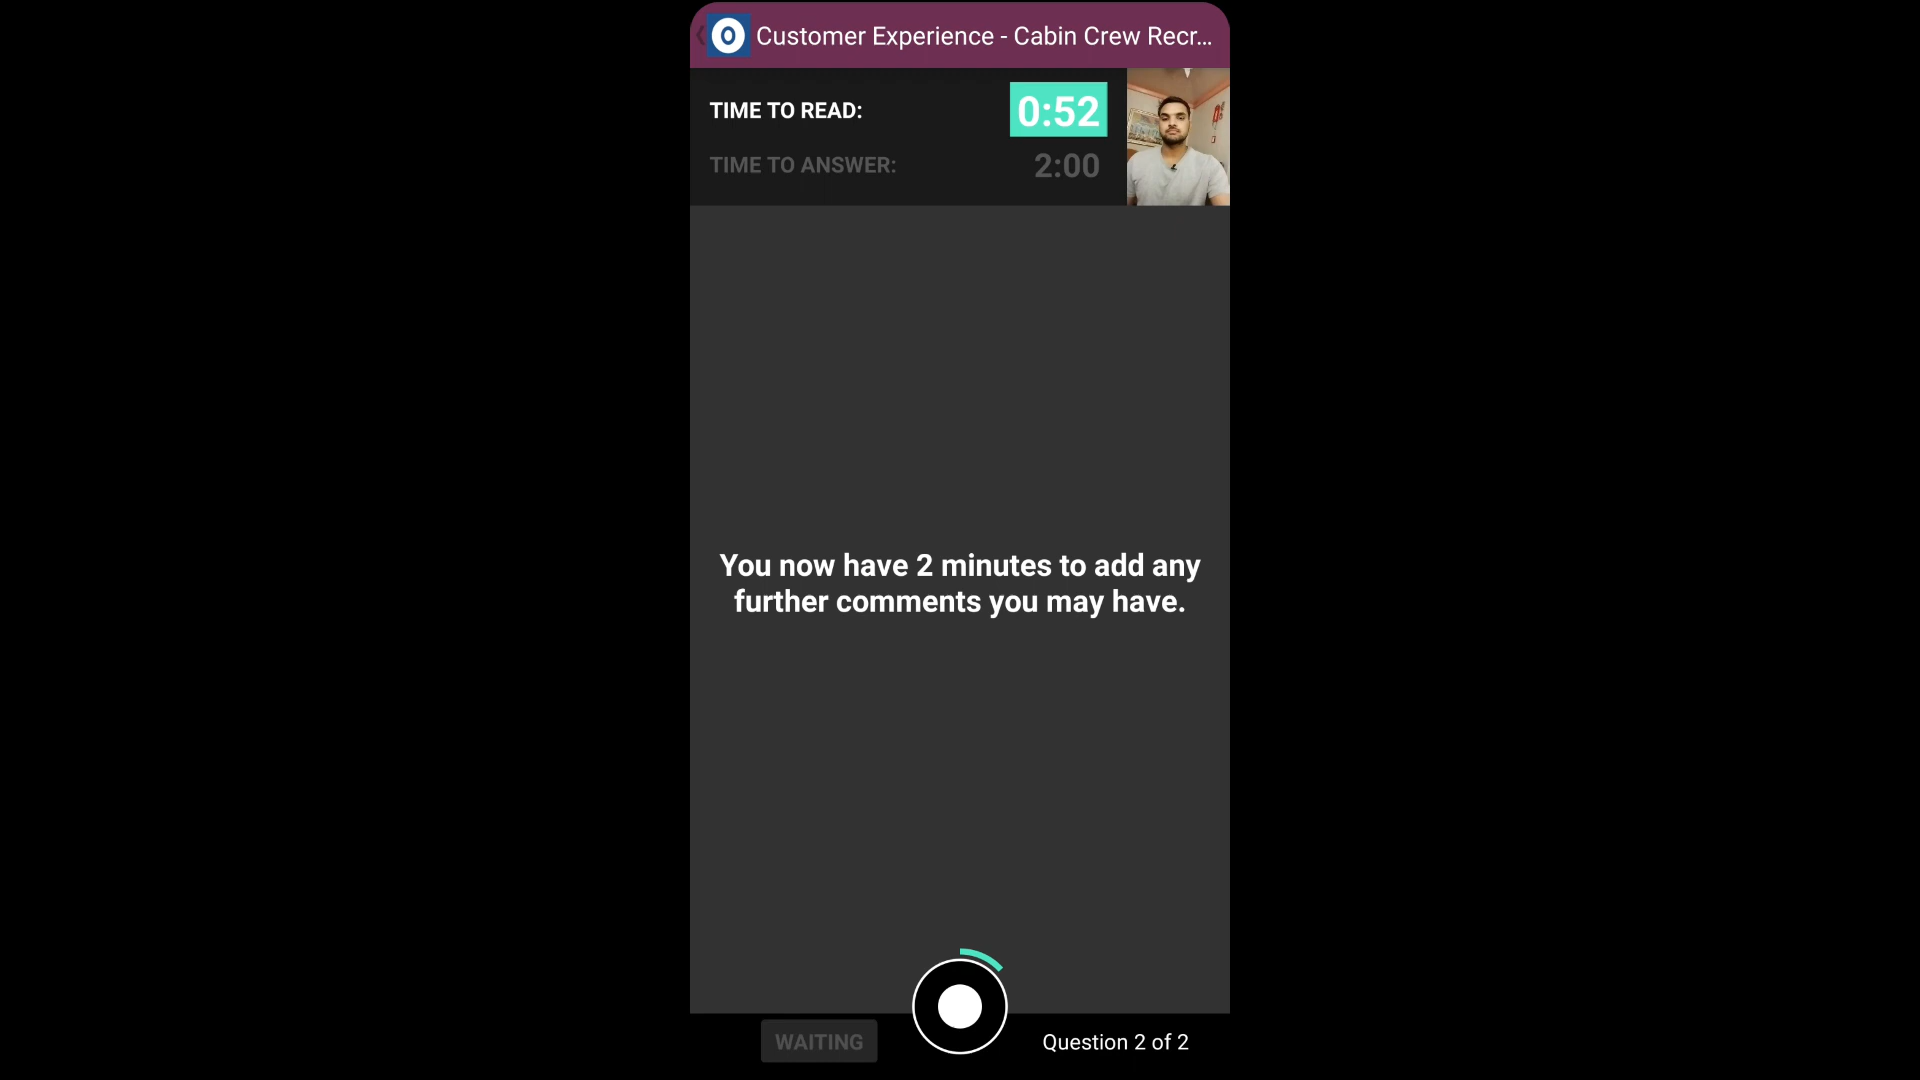 Customer Experience - Cabin Crew Recr...
TIME TO READ: 0:52
TIME TO ANSWER: 2:00
You now have 2 minutes to add any
further comments you may have.
WAITING
Question 2 of 2